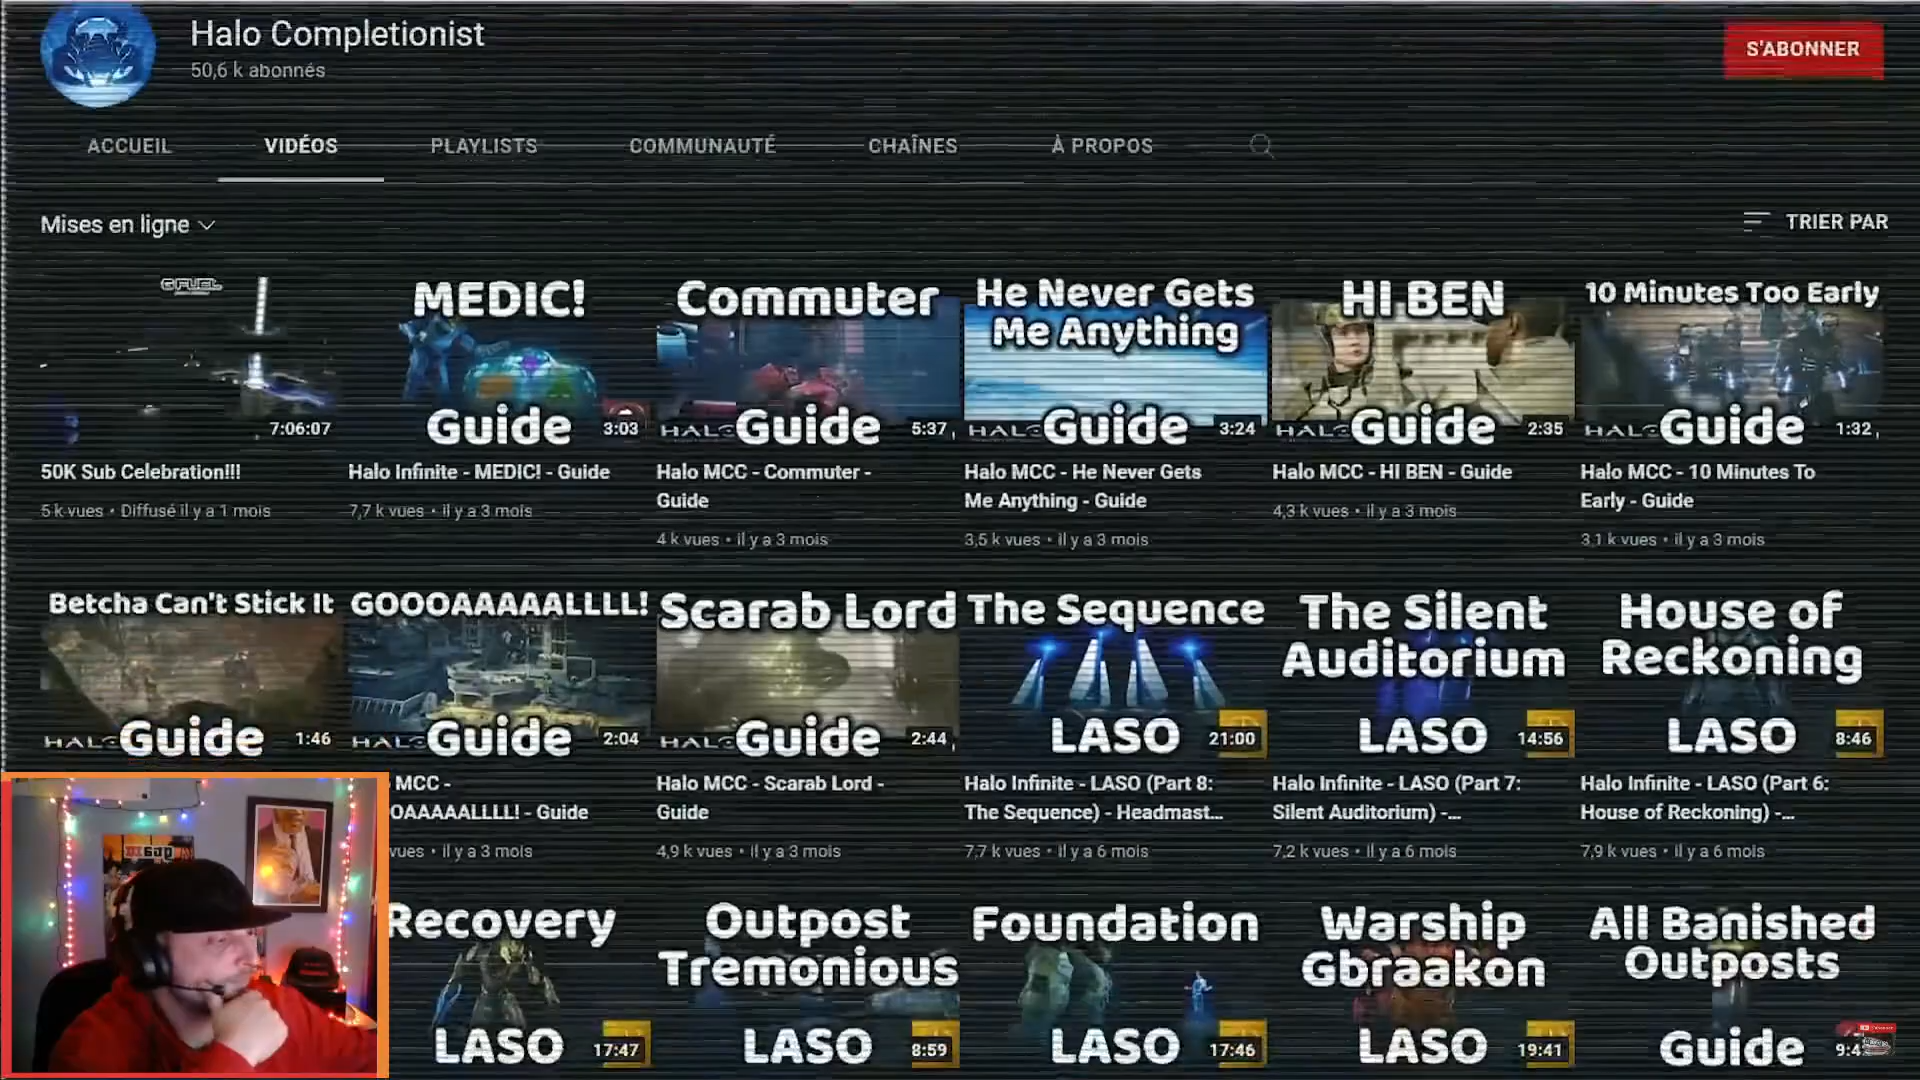 Halo Completionist
50,6 k abonnés
S'ABONNER
ACCUEIL
VIDÉOS
PLAYLISTS
COMMUNAUTÉ
CHAÎNES
À PROPOS
Mises en ligne
TRIER PAR
GFUEL
7:06:07
50K Sub Celebration!!!
5 k vues • Diffusé il y a 1 mois
MEDIC!
Guide
3:03
Halo Infinite - MEDIC! - Guide
7,7 k vues • il y a 3 mois
Commuter
HALO
Guide
5:37
Halo MCC - Commuter -
Guide
4 k vues • il y a 3 mois
He Never Gets
Me Anything
HALO
Guide
3:24
Halo MCC - He Never Gets
Me Anything - Guide
3,5 k vues • il y a 3 mois
HI BEN
HALO
Guide
2:35
Halo MCC - HI BEN - Guide
4,3 k vues • il y a 3 mois
10 Minutes Too Early
HALO
Guide
1:32
Halo MCC - 10 Minutes To
Early - Guide
3,1 k vues • il y a 3 mois
Betcha Can't Stick It
HALO
Guide
1:46
GOOOAAAAALLLL!
HALO
Guide
2:04
MCC -
OAAAAALLLL! - Guide
vues • il y a 3 mois
Scarab Lord
HALO
Guide
2:44
Halo MCC - Scarab Lord -
Guide
4,9 k vues • il y a 3 mois
The Sequence
LASO
21:00
Halo Infinite - LASO (Part 8:
The Sequence) - Headmast...
7,7 k vues • il y a 6 mois
The Silent
Auditorium
LASO
14:56
Halo Infinite - LASO (Part 7:
Silent Auditorium) -...
7,2 k vues • il y a 6 mois
House of
Reckoning
LASO
8:46
Halo Infinite - LASO (Part 6:
House of Reckoning) -...
7,9 k vues • il y a 6 mois
Recovery
LASO
17:47
Outpost
Tremonious
LASO
8:59
Foundation
LASO
17:46
Warship
Gbraakon
LASO
19:41
All Banished
Outposts
Guide